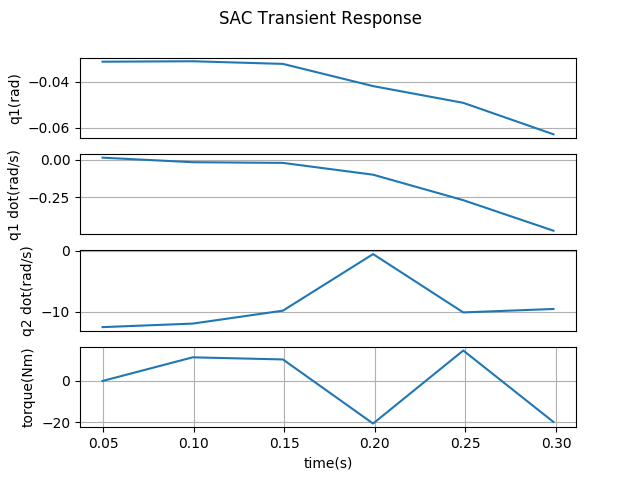 SAC Transient Response
q1(rad)
−0.04
−0.06
q1 dot(rad/s)
0.00
−0.25
q2 dot(rad/s)
0
−10
torque(Nm)
0
−20
0.05 0.10 0.15 0.20 0.25 0.30
time(s)